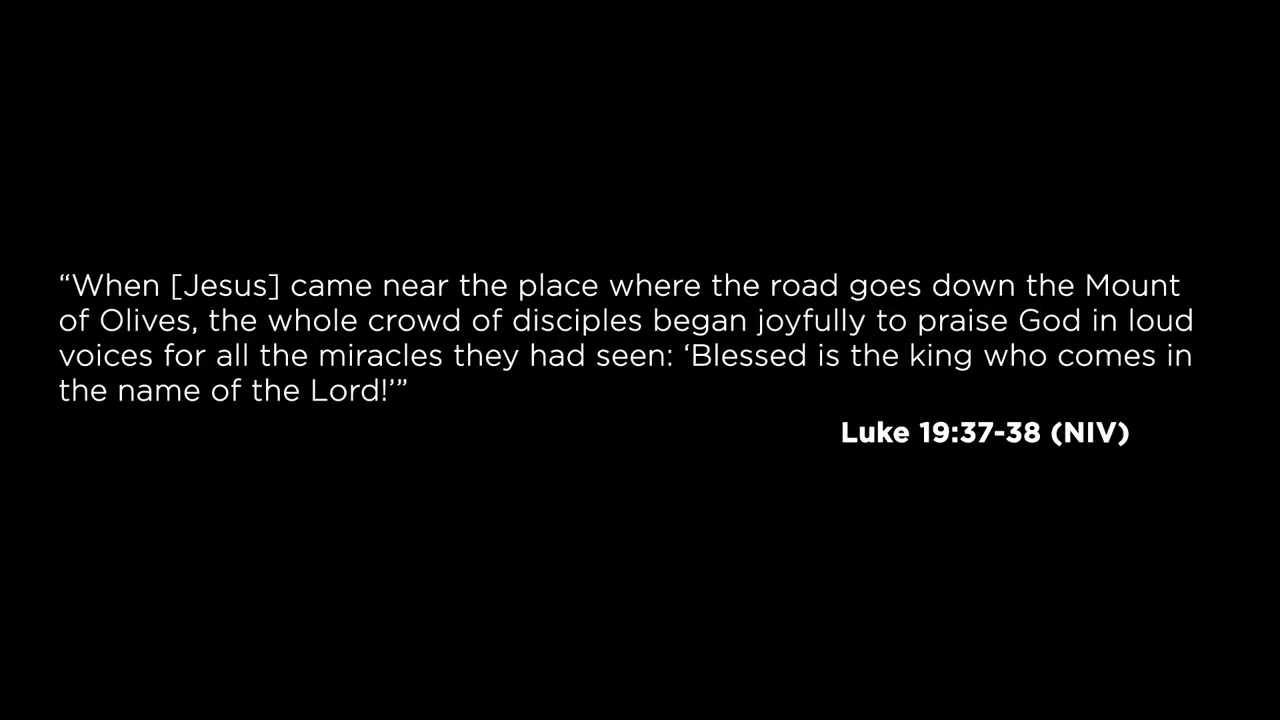 “When [Jesus] came near the place where the road goes down the Mount
of Olives, the whole crowd of disciples began joyfully to praise God in loud
voices for all the miracles they had seen: ‘Blessed is the king who comes in
the name of the Lord!’”
Luke 19:37-38 (NIV)